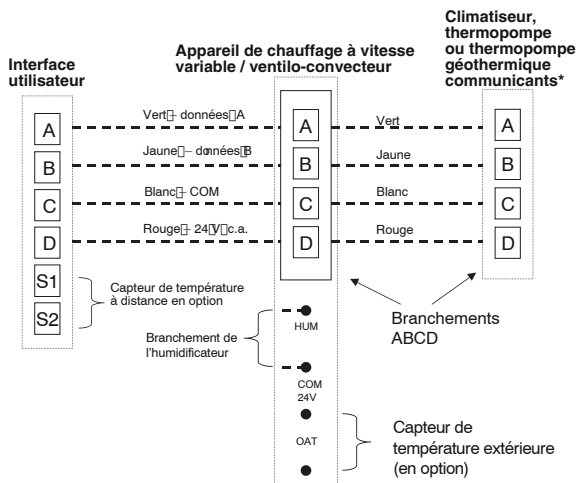 Interface
utilisateur
Appareil de chauffage à vitesse
variable / ventilo-convecteur
Climatiseur,
thermopompe
ou thermopompe
géothermique
communicants*
A
Vert – données A
A
Vert
A
B
Jaune – données B
B
Jaune
B
C
Blanc – COM
C
Blanc
C
D
Rouge – 24 V c.a.
D
Rouge
D
S1
S2
Capteur de température
à distance en option
Branchement de
l'humidificateur
HUM
COM
24V
OAT
Branchements
ABCD
Capteur de
température extérieure
(en option)